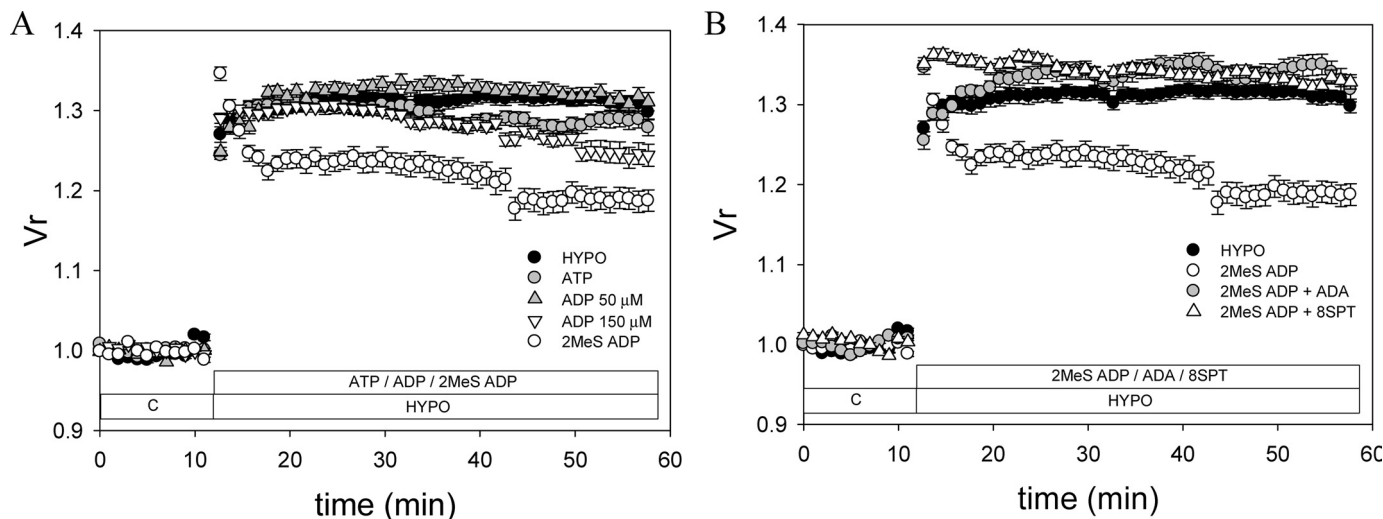 A
1.4
1.3
1.2
1.1
1.0
0.9
Vr
HYPO
ATP
ADP 50 μM
ADP 150 μM
2MeS ADP
ATP / ADP / 2MeS ADP
C
HYPO
0 10 20 30 40 50 60
time (min)
B
1.4
1.3
1.2
1.1
1.0
0.9
Vr
HYPO
2MeS ADP
2MeS ADP + ADA
2MeS ADP + 8SPT
2MeS ADP / ADA / 8SPT
C
HYPO
0 10 20 30 40 50 60
time (min)